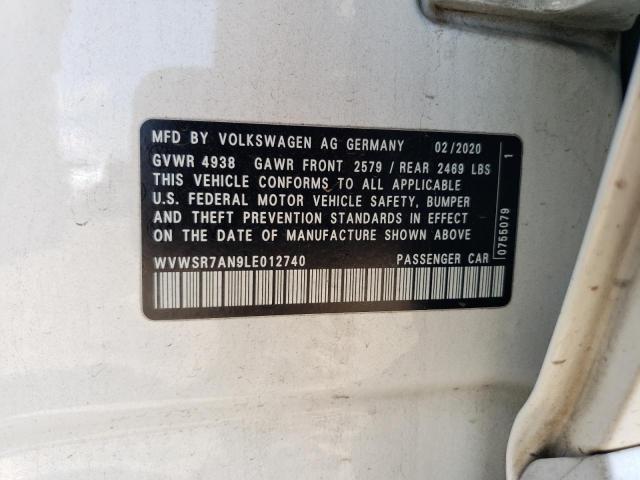 MFD BY VOLKSWAGEN AG GERMANY 02/2020
GVWR 4938 GAWR FRONT 2579 / REAR 2469 LBS
THIS VEHICLE CONFORMS TO ALL APPLICABLE
U.S. FEDERAL MOTOR VEHICLE SAFETY, BUMPER
AND THEFT PREVENTION STANDARDS IN EFFECT
ON THE DATE OF MANUFACTURE SHOWN ABOVE
WVWSR7AN9LE012740 PASSENGER CAR
0755079 1